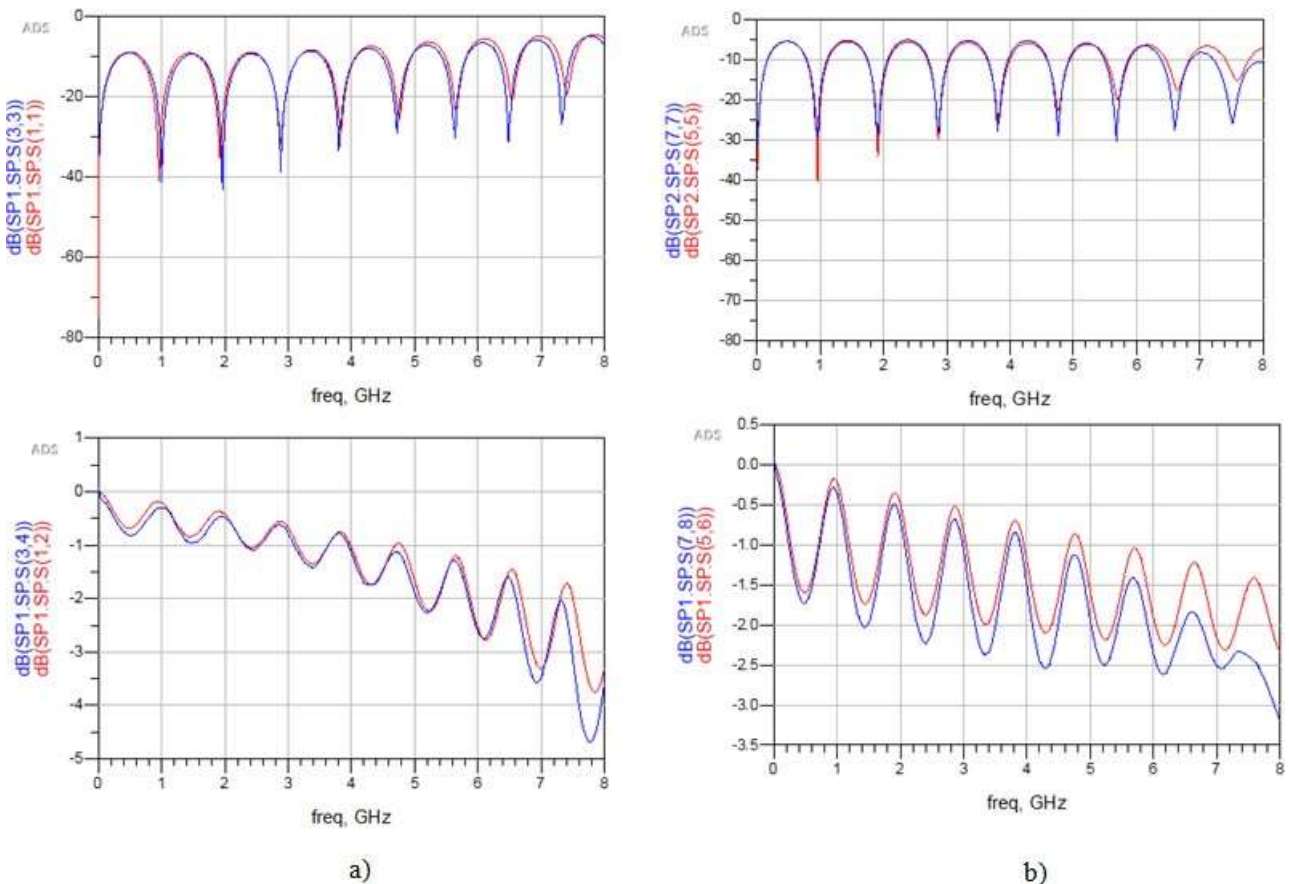 ADS
dB(SP1.SP.S(3,3))
dB(SP1.SP.S(1,1))
0
-20
-40
-60
-80
0 1 2 3 4 5 6 7 8
freq, GHz
ADS
dB(SP2.SP.S(7,7))
dB(SP2.SP.S(5,5))
0
-10
-20
-30
-40
-50
-60
-70
-80
0 1 2 3 4 5 6 7 8
freq, GHz
ADS
dB(SP1.SP.S(3,4))
dB(SP1.SP.S(1,2))
1
0
-1
-2
-3
-4
-5
0 1 2 3 4 5 6 7 8
freq, GHz
ADS
dB(SP1.SP.S(7,8))
dB(SP1.SP.S(5,6))
0.5
0.0
-0.5
-1.0
-1.5
-2.0
-2.5
-3.0
-3.5
0 1 2 3 4 5 6 7 8
freq, GHz
a)
b)